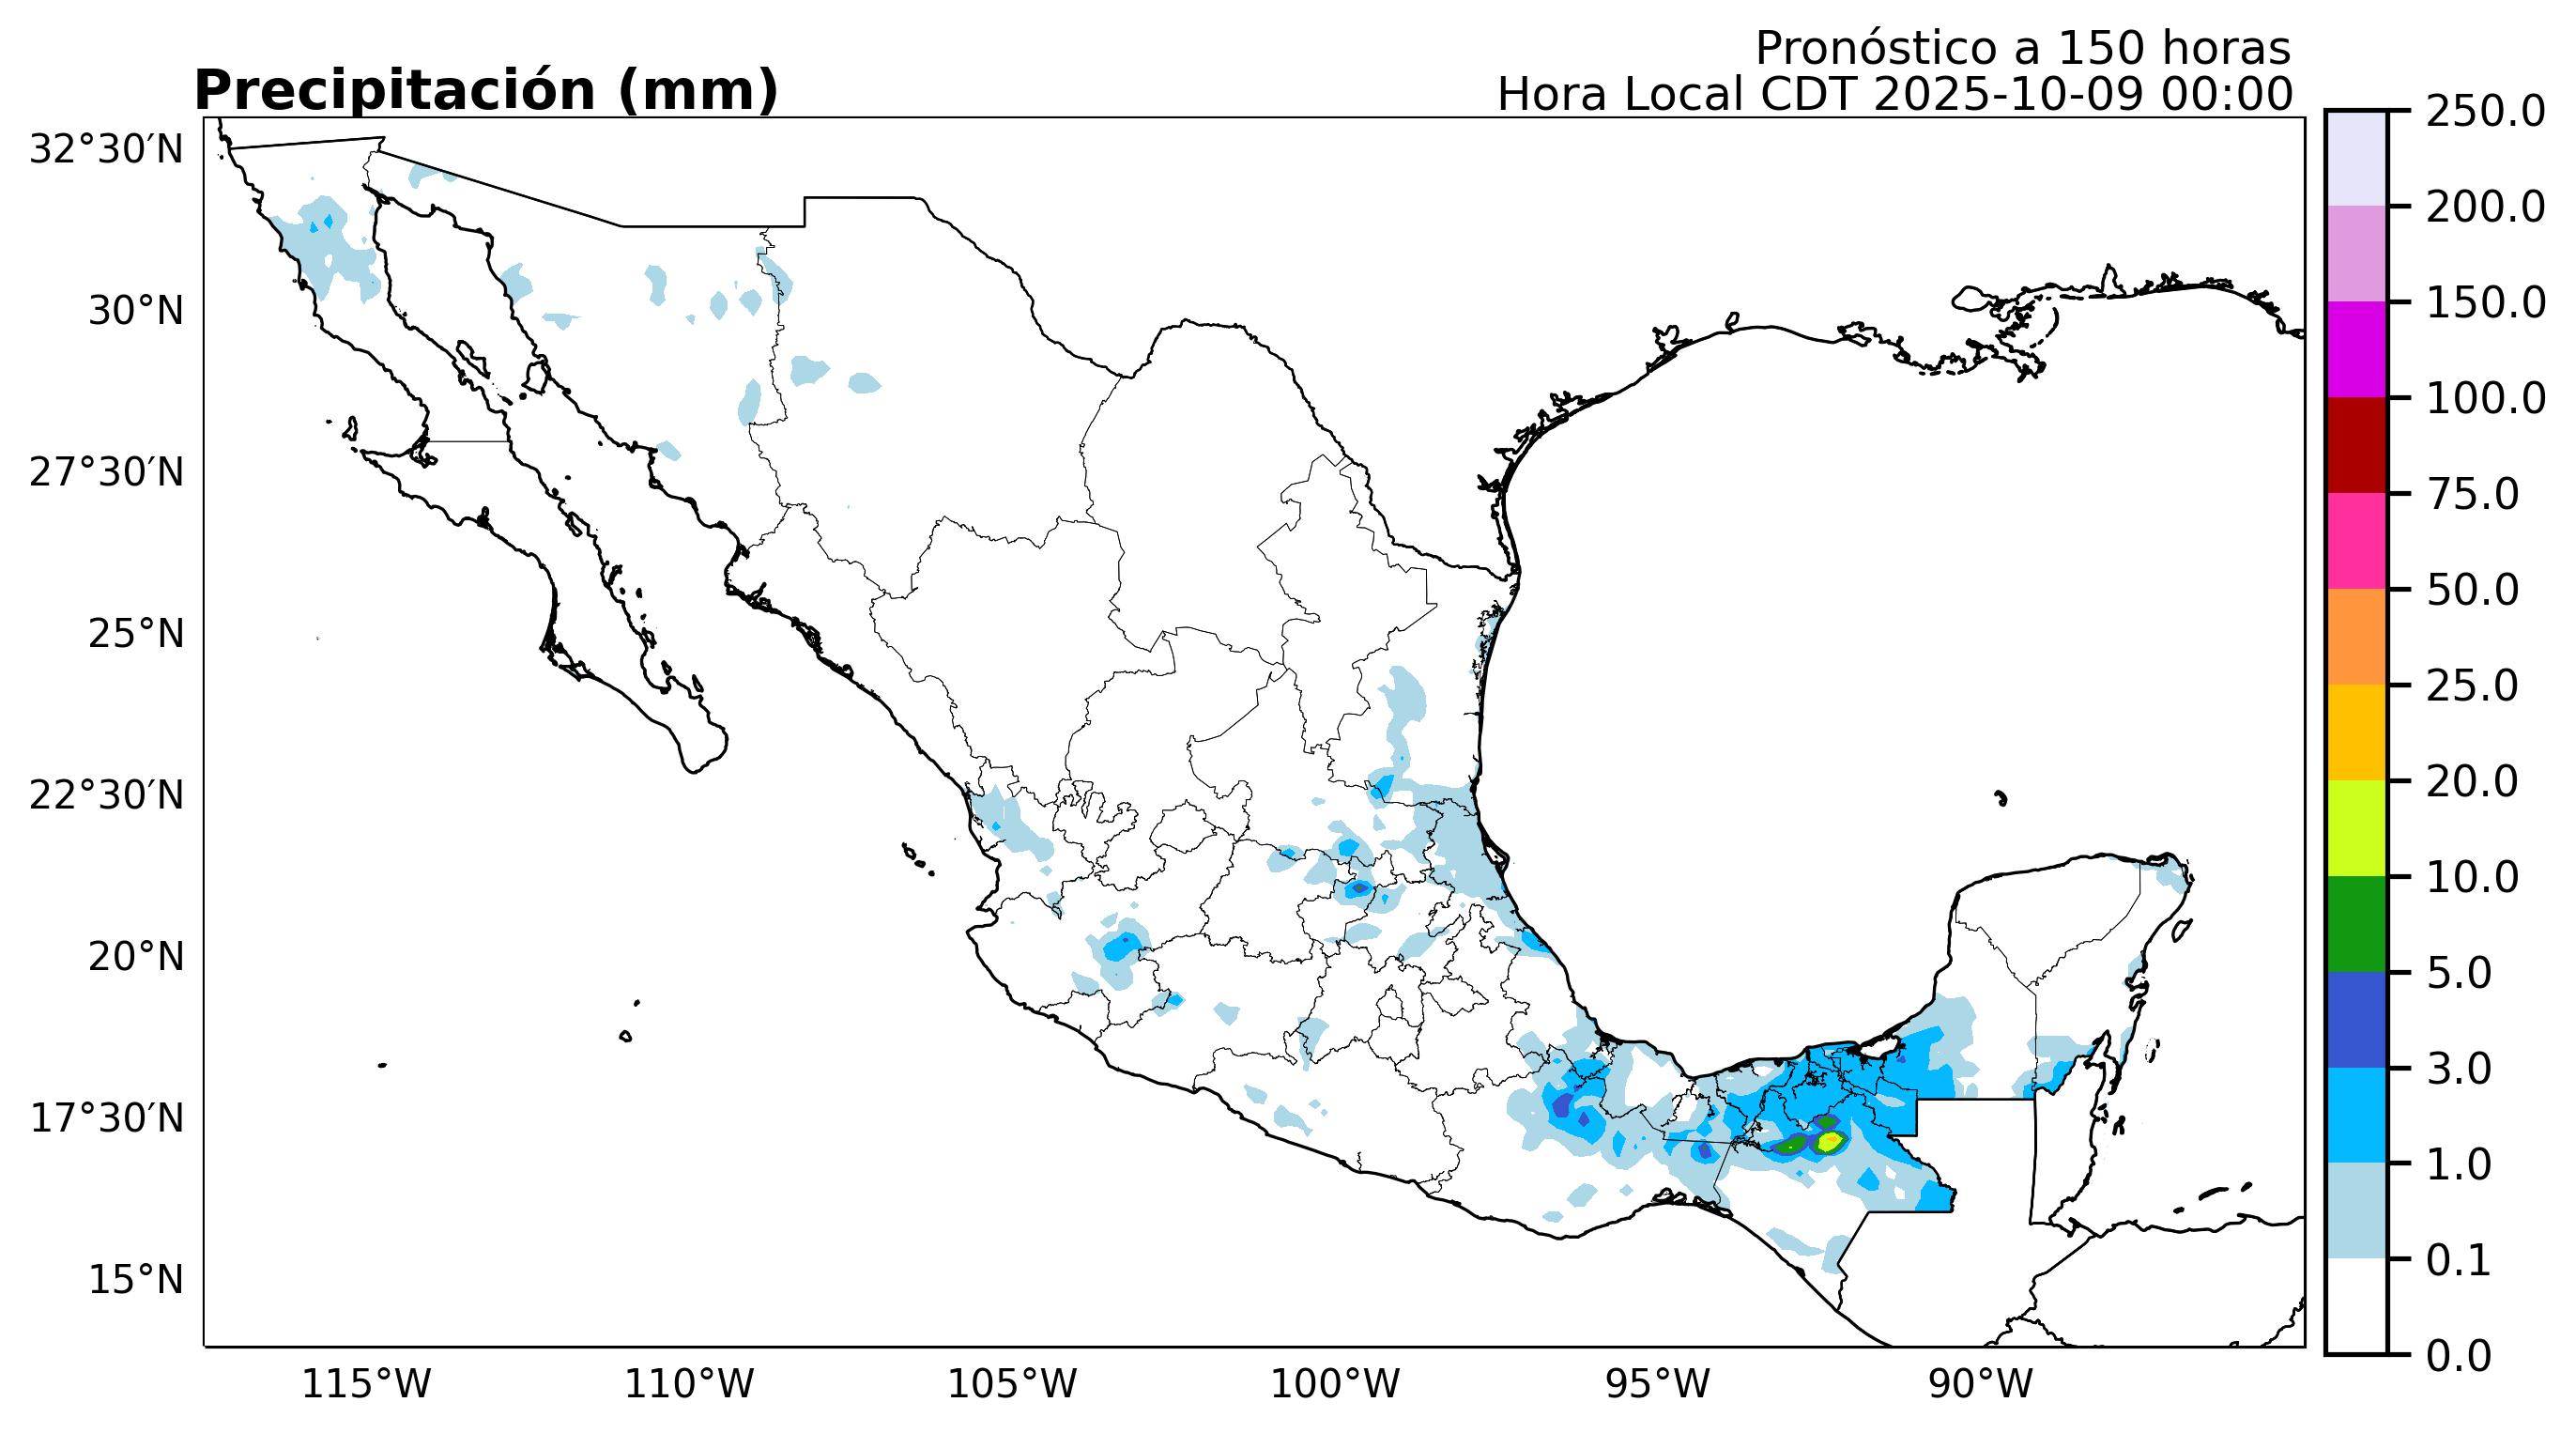 Pronóstico a 150 horas
Precipitación (mm)
Hora Local CDT 2025-10-09 00:00
32°30′N
30°N
27°30′N
25°N
22°30′N
20°N
17°30′N
15°N
115°W
110°W
105°W
100°W
95°W
90°W
250.0
200.0
150.0
100.0
75.0
50.0
25.0
20.0
10.0
5.0
3.0
1.0
0.1
0.0